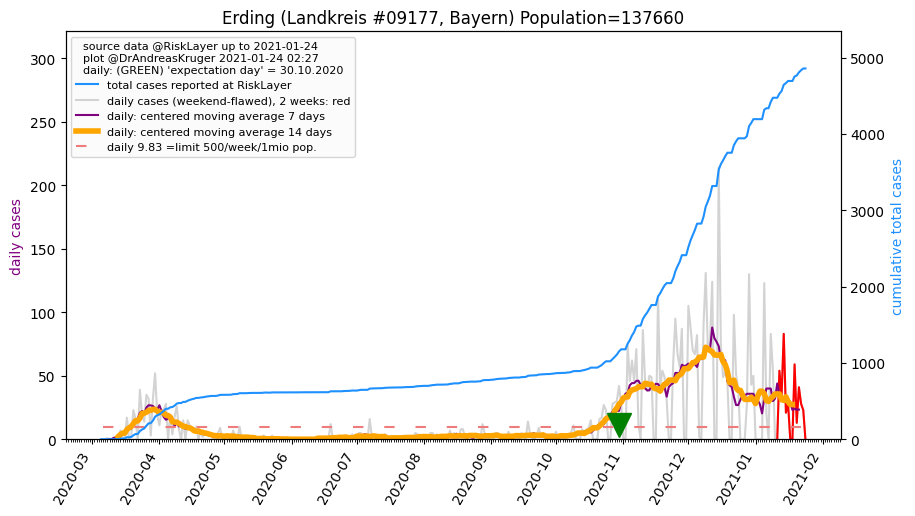 Erding (Landkreis #09177, Bayern) Population=137660
source data @RiskLayer up to 2021-01-24
plot @DrAndreasKruger 2021-01-24 02:27
daily: (GREEN) 'expectation day' = 30.10.2020
total cases reported at RiskLayer
daily cases (weekend-flawed), 2 weeks: red
daily: centered moving average 7 days
daily: centered moving average 14 days
daily 9.83 =limit 500/week/1mio pop.
daily cases
300
250
200
150
100
50
0
cumulative total cases
5000
4000
3000
2000
1000
0
2020-03
2020-04
2020-05
2020-06
2020-07
2020-08
2020-09
2020-10
2020-11
2020-12
2021-01
2021-02